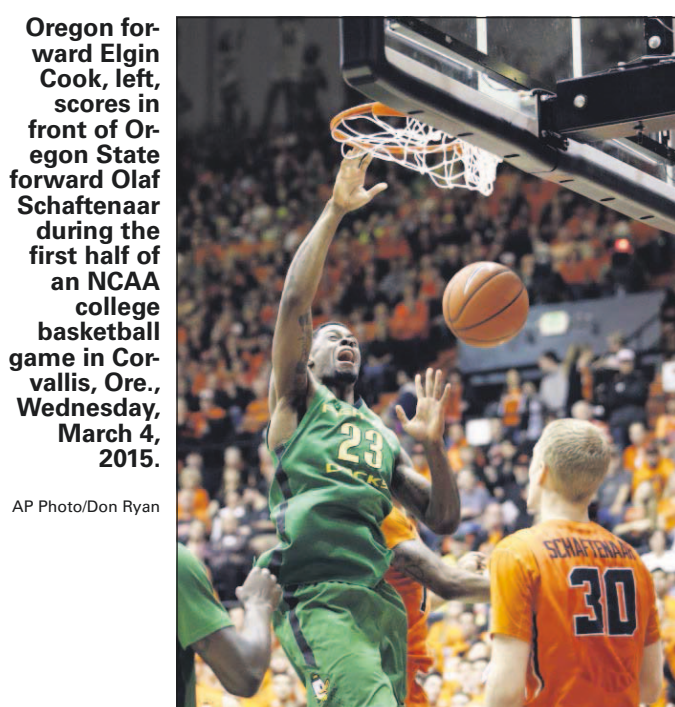 Oregon for-
ward Elgin
Cook, left,
scores in
front of Or-
egon State
forward Olaf
Schaftenaar
during the
first half of
an NCAA
college
basketball
game in Cor-
vallis, Ore.,
Wednesday,
March 4,
2015.
AP Photo/Don Ryan
23
DUCKS
SCHAFTENAAR
30